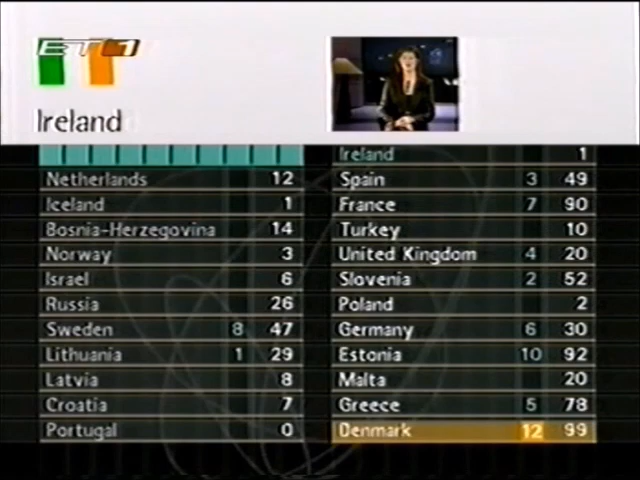 ET 1
Ireland
Ireland 1
Netherlands 12
Iceland 1
Bosnia-Herzegovina 14
Norway 3
Israel 6
Russia 26
Sweden 8 47
Lithuania 1 29
Latvia 8
Croatia 7
Portugal 0
Spain 3 49
France 7 90
Turkey 10
United Kingdom 4 20
Slovenia 2 52
Poland 2
Germany 6 30
Estonia 10 92
Malta 20
Greece 5 78
Denmark 12 99